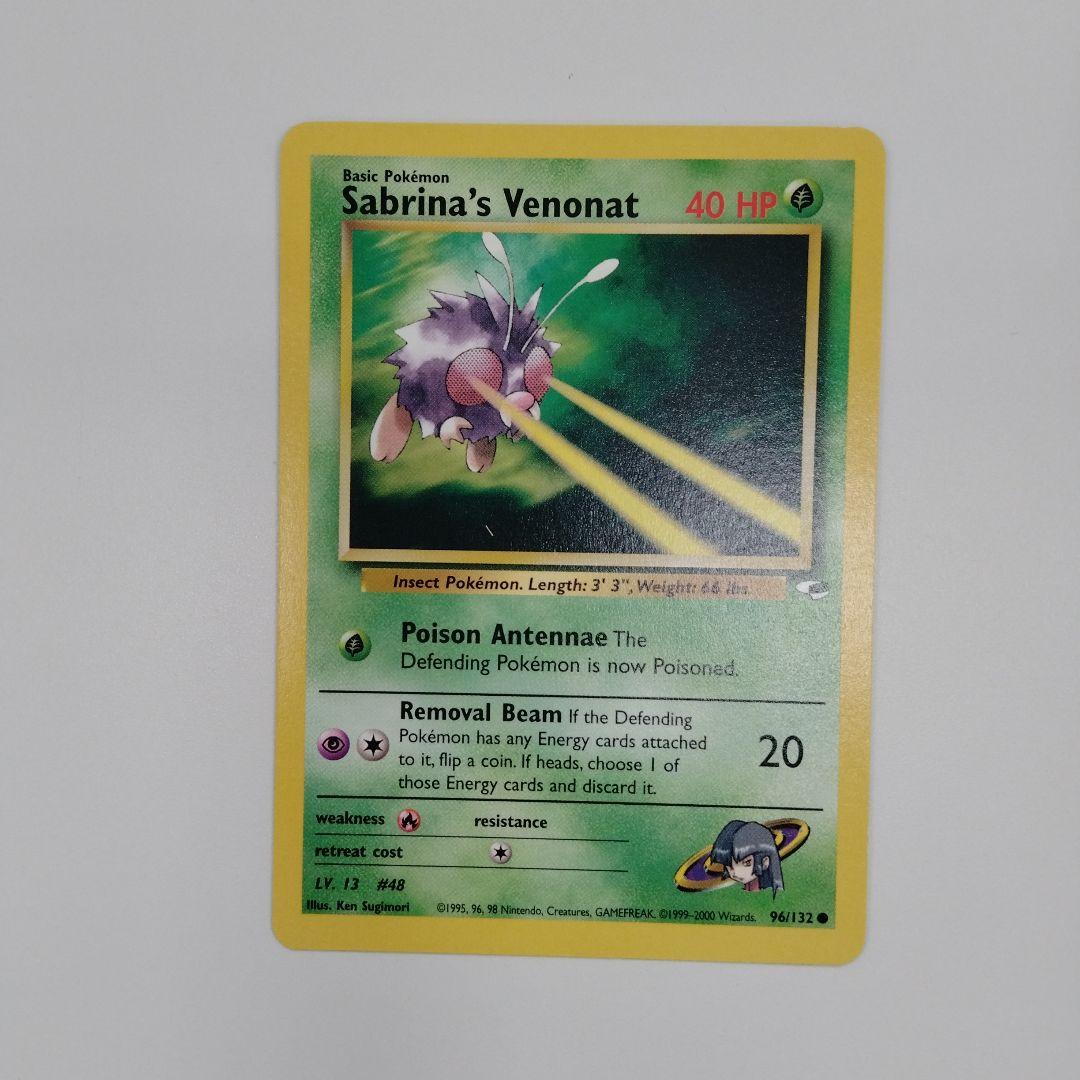 Basic Pokémon
Sabrina's Venonat 40 HP
Insect Pokémon. Length: 3' 3", Weight: 66 lbs.
Poison Antennae The
Defending Pokémon is now Poisoned.
Removal Beam If the Defending
Pokémon has any Energy cards attached
to it, flip a coin. If heads, choose 1 of
those Energy cards and discard it.
20
weakness resistance
retreat cost
LV. 13 #48
Illus. Ken Sugimori ©1995, 96, 98 Nintendo, Creatures, GAMEFREAK. ©1999-2000 Wizards. 96/132